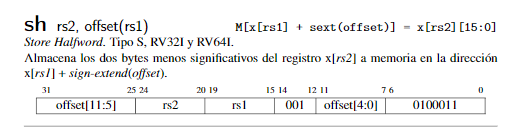 sh rs2, offset(rs1) M[x[rs1] + sext(offset)] = x[rs2][15:0]
Store Halfword. Tipo S, RV32I y RV64I.
Almacena los dos bytes menos significativos del registro x[rs2] a memoria en la dirección
x[rs1] + sign-extend(offset).
31 25 24 20 19 15 14 12 11 7 6 0
offset[11:5] rs2 rs1 001 offset[4:0] 0100011